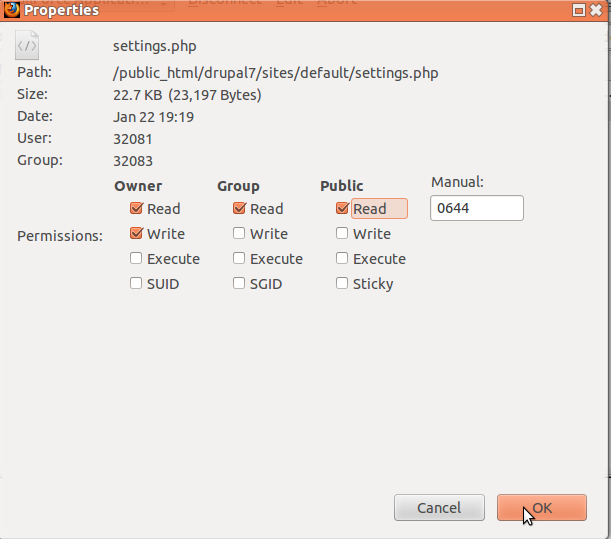 Properties
settings.php
Path: /public_html/drupal7/sites/default/settings.php
Size: 22.7 KB (23,197 Bytes)
Date: Jan 22 19:19
User: 32081
Group: 32083
Owner Group Public Manual:
Read Read Read 0644
Permissions: Write Write Write
Execute Execute Execute
SUID SGID Sticky
Cancel OK